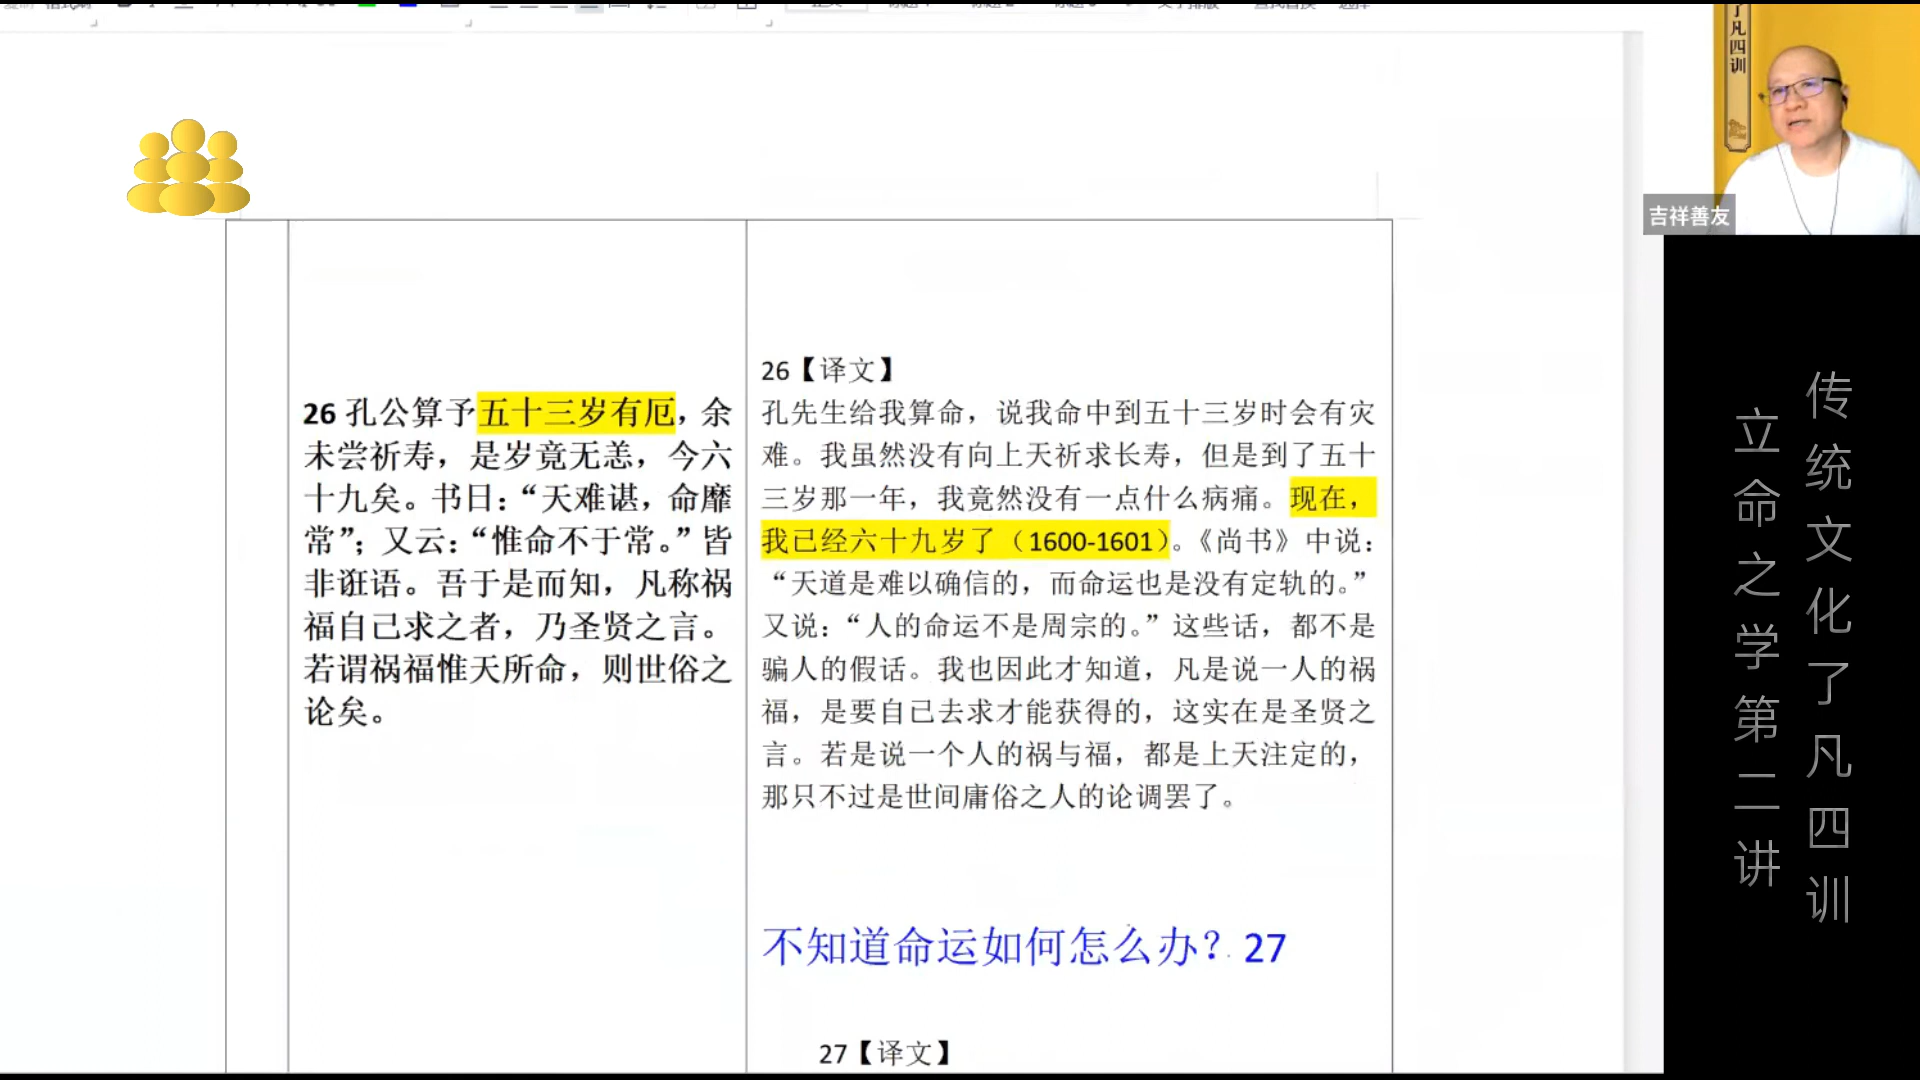 26 孔公算予五十三岁有厄，余
未尝祈寿，是岁竟无恙，今六
十九矣。书曰：“天难谌，命靡
常”；又云：“惟命不于常。”皆
非诳语。吾于是而知，凡称祸
福自己求之者，乃圣贤之言。
若谓祸福惟天所命，则世俗之
论矣。
26【译文】
孔先生给我算命，说我命中到五十三岁时会有灾
难。我虽然没有向上天祈求长寿，但是到了五十
三岁那一年，我竟然没有一点什么病痛。现在，
我已经六十九岁了（1600-1601）。《尚书》中说：
“天道是难以确信的，而命运也是没有定轨的。”
又说：“人的命运不是周宗的。”这些话，都不是
骗人的假话。我也因此才知道，凡是说一人的祸
福，是要自己去求才能获得的，这实在是圣贤之
言。若是说一个人的祸与福，都是上天注定的，
那只不过是世间庸俗之人的论调罢了。
不知道命运如何怎么办？27
27【译文】
了凡四训
吉祥善友
传统文化了凡四训
立命之学第二讲